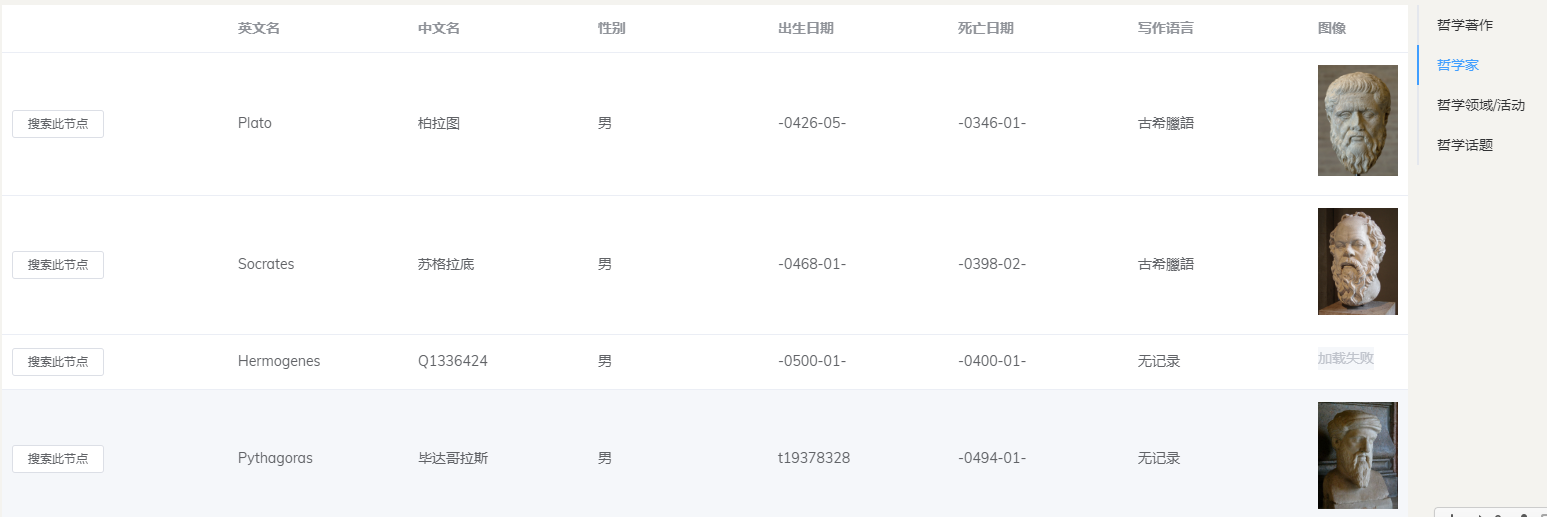 英文名 中文名 性别 出生日期 死亡日期 写作语言 图像
搜索此节点 Plato 柏拉图 男 -0426-05- -0346-01- 古希臘語
搜索此节点 Socrates 苏格拉底 男 -0468-01- -0398-02- 古希臘語
搜索此节点 Hermogenes Q1336424 男 -0500-01- -0400-01- 无记录 加载失败
搜索此节点 Pythagoras 毕达哥拉斯 男 t19378328 -0494-01- 无记录
哲学著作
哲学家
哲学领域/活动
哲学话题